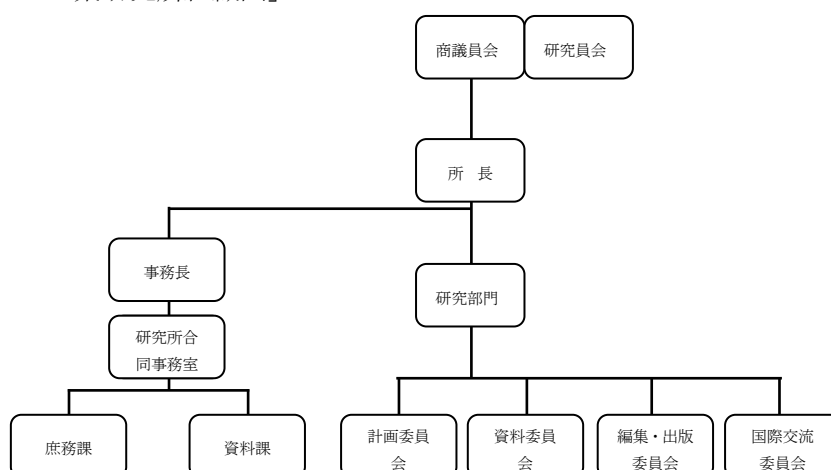 商議員会
研究員会
所 長
事務長
研究部門
研究所合
同事務室
庶務課
資料課
計画委員
会
資料委員
会
編集・出版
委員会
国際交流
委員会